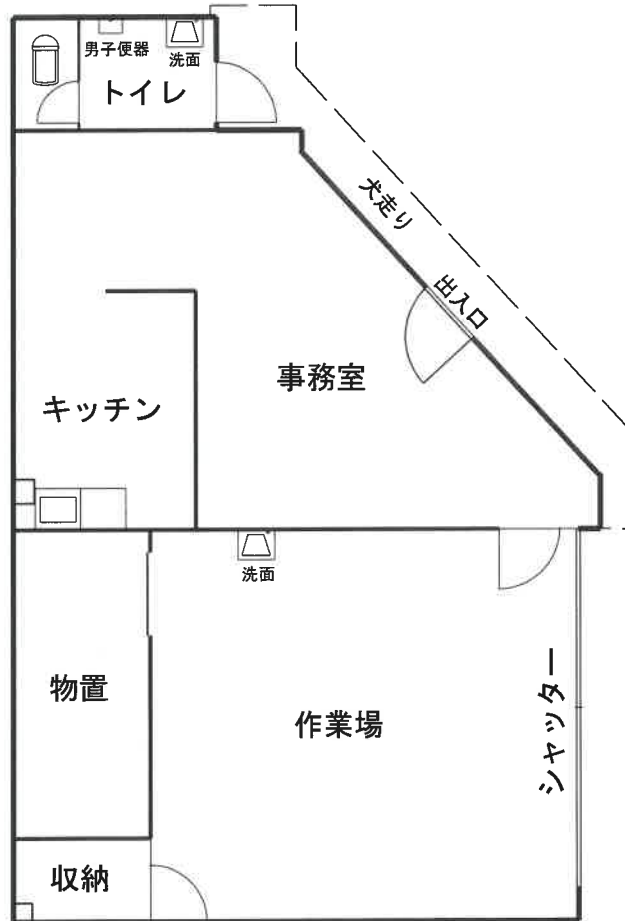 男子便器
洗面
トイレ
犬走り
出入口
事務室
キッチン
洗面
物置
作業場
シャッター
収納